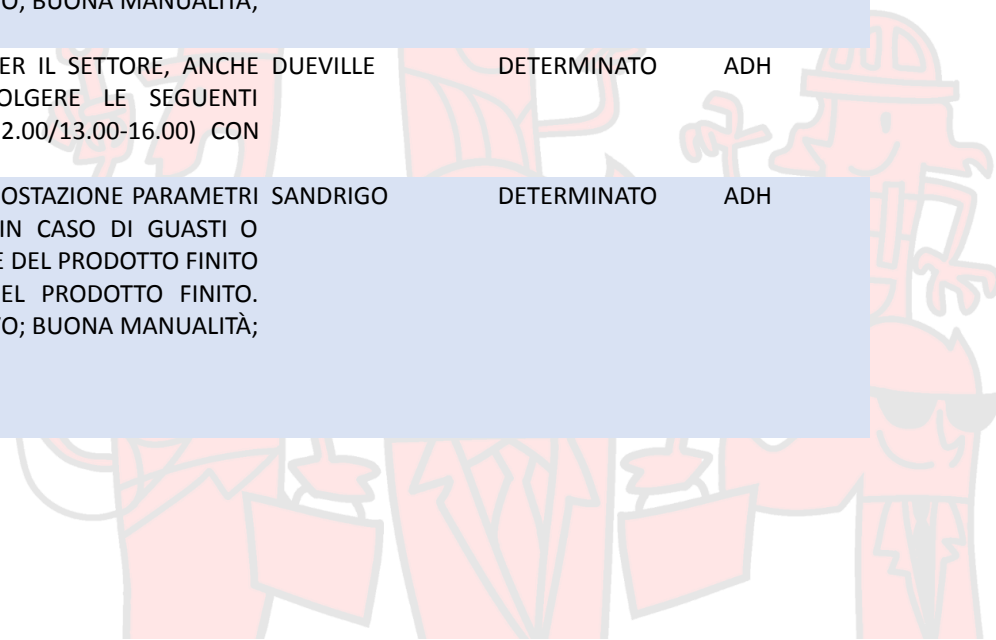 BUONA MANUALITÀ;
ER IL SETTORE, ANCHE DUEVILLE DETERMINATO ADH
OLGERE LE SEGUENTI
2.00/13.00-16.00) CON
OSTAZIONE PARAMETRI SANDRIGO DETERMINATO ADH
IN CASO DI GUASTI O
E DEL PRODOTTO FINITO
EL PRODOTTO FINITO.
O; BUONA MANUALITÀ;